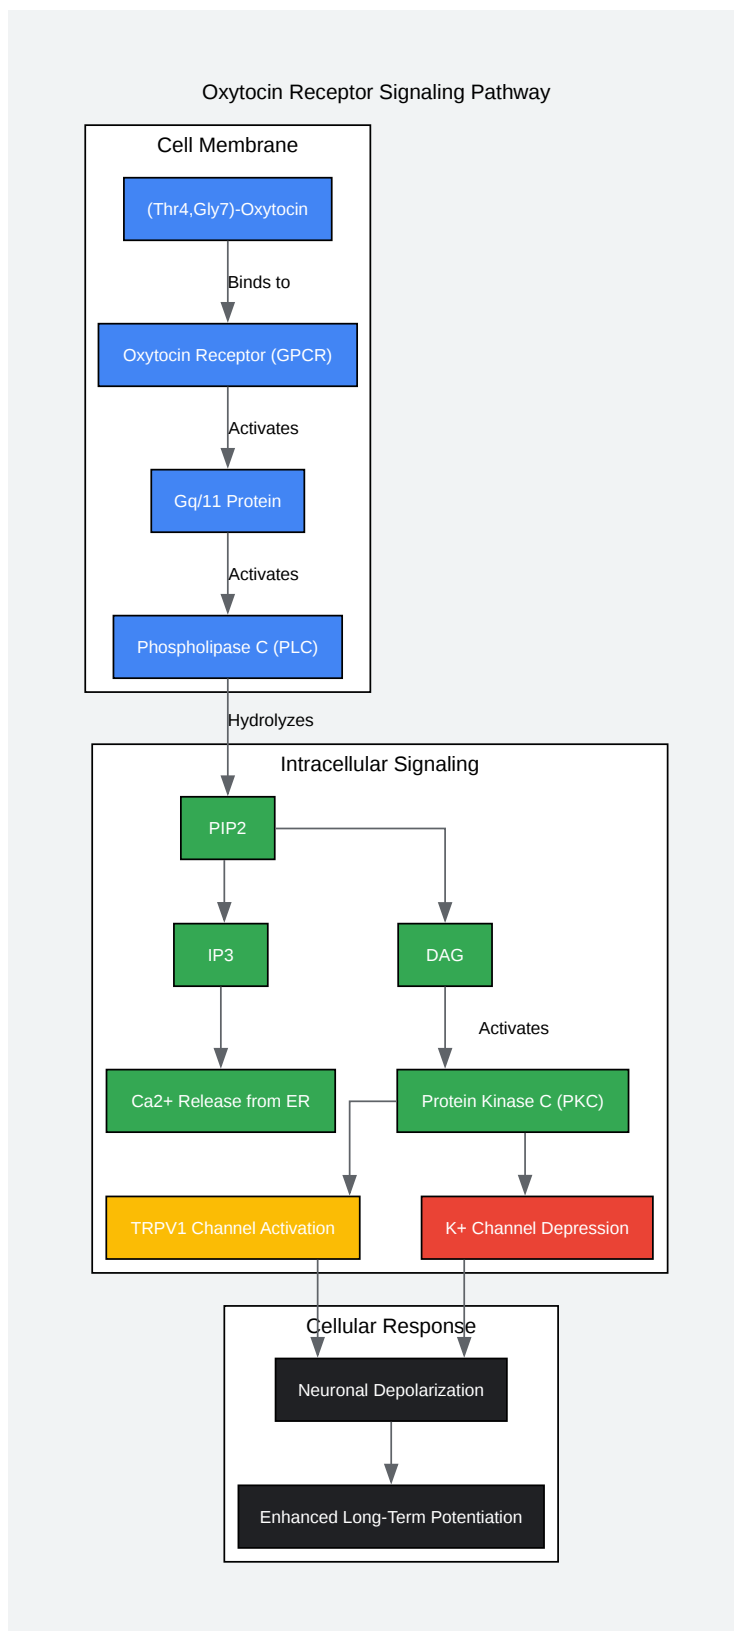 Oxytocin Receptor Signaling Pathway
Cell Membrane
(Thr4,Gly7)-Oxytocin
Binds to
Oxytocin Receptor (GPCR)
Activates
Gq/11 Protein
Activates
Phospholipase C (PLC)
Hydrolyzes
Intracellular Signaling
PIP2
IP3
DAG
Activates
Ca2+ Release from ER
Protein Kinase C (PKC)
TRPV1 Channel Activation
K+ Channel Depression
Cellular Response
Neuronal Depolarization
Enhanced Long-Term Potentiation